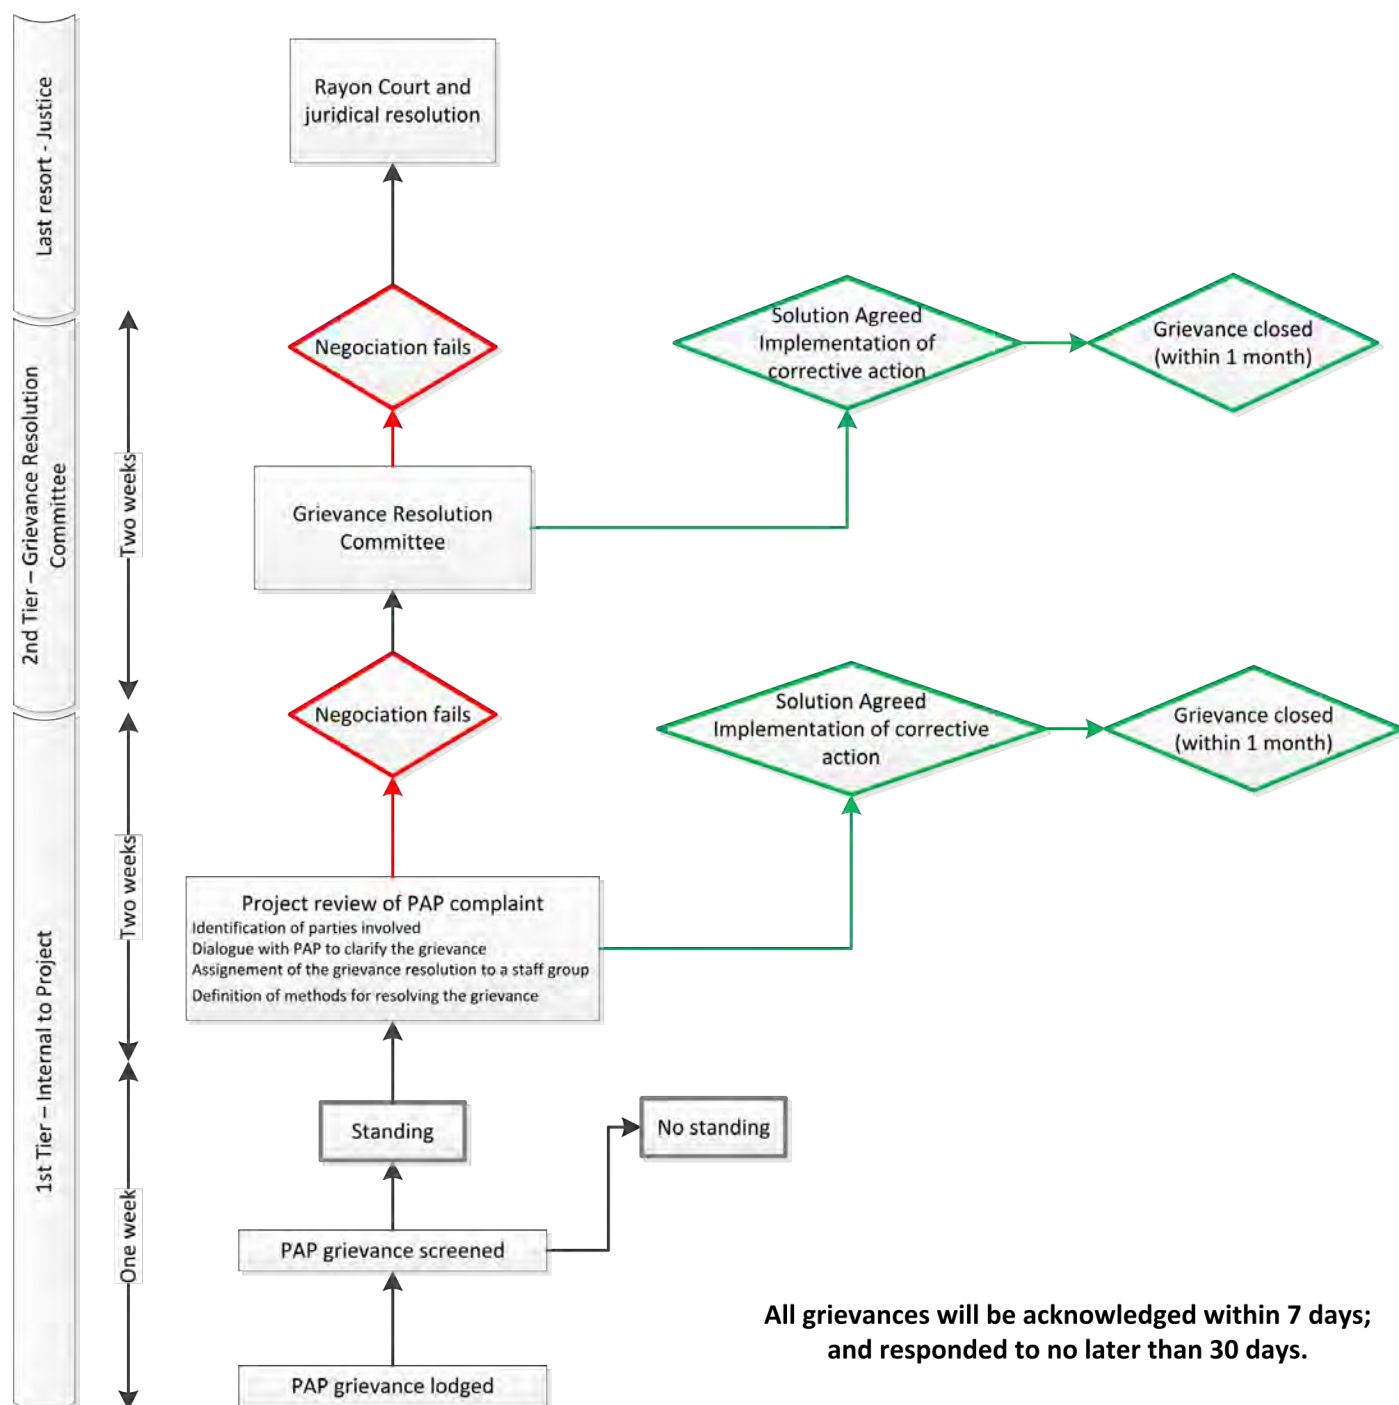 Last resort - Justice
Rayon Court and
juridical resolution
2nd Tier – Grievance Resolution
Committee
Two weeks
Negociation fails
Solution Agreed
Implementation of
corrective action
Grievance closed
(within 1 month)
Grievance Resolution
Committee
1st Tier – Internal to Project
Two weeks
Negociation fails
Solution Agreed
Implementation of corrective
action
Grievance closed
(within 1 month)
Project review of PAP complaint
Identification of parties involved
Dialogue with PAP to clarify the grievance
Assignement of the grievance resolution to a staff group
Definition of methods for resolving the grievance
One week
Standing
No standing
PAP grievance screened
PAP grievance lodged
All grievances will be acknowledged within 7 days;
and responded to no later than 30 days.